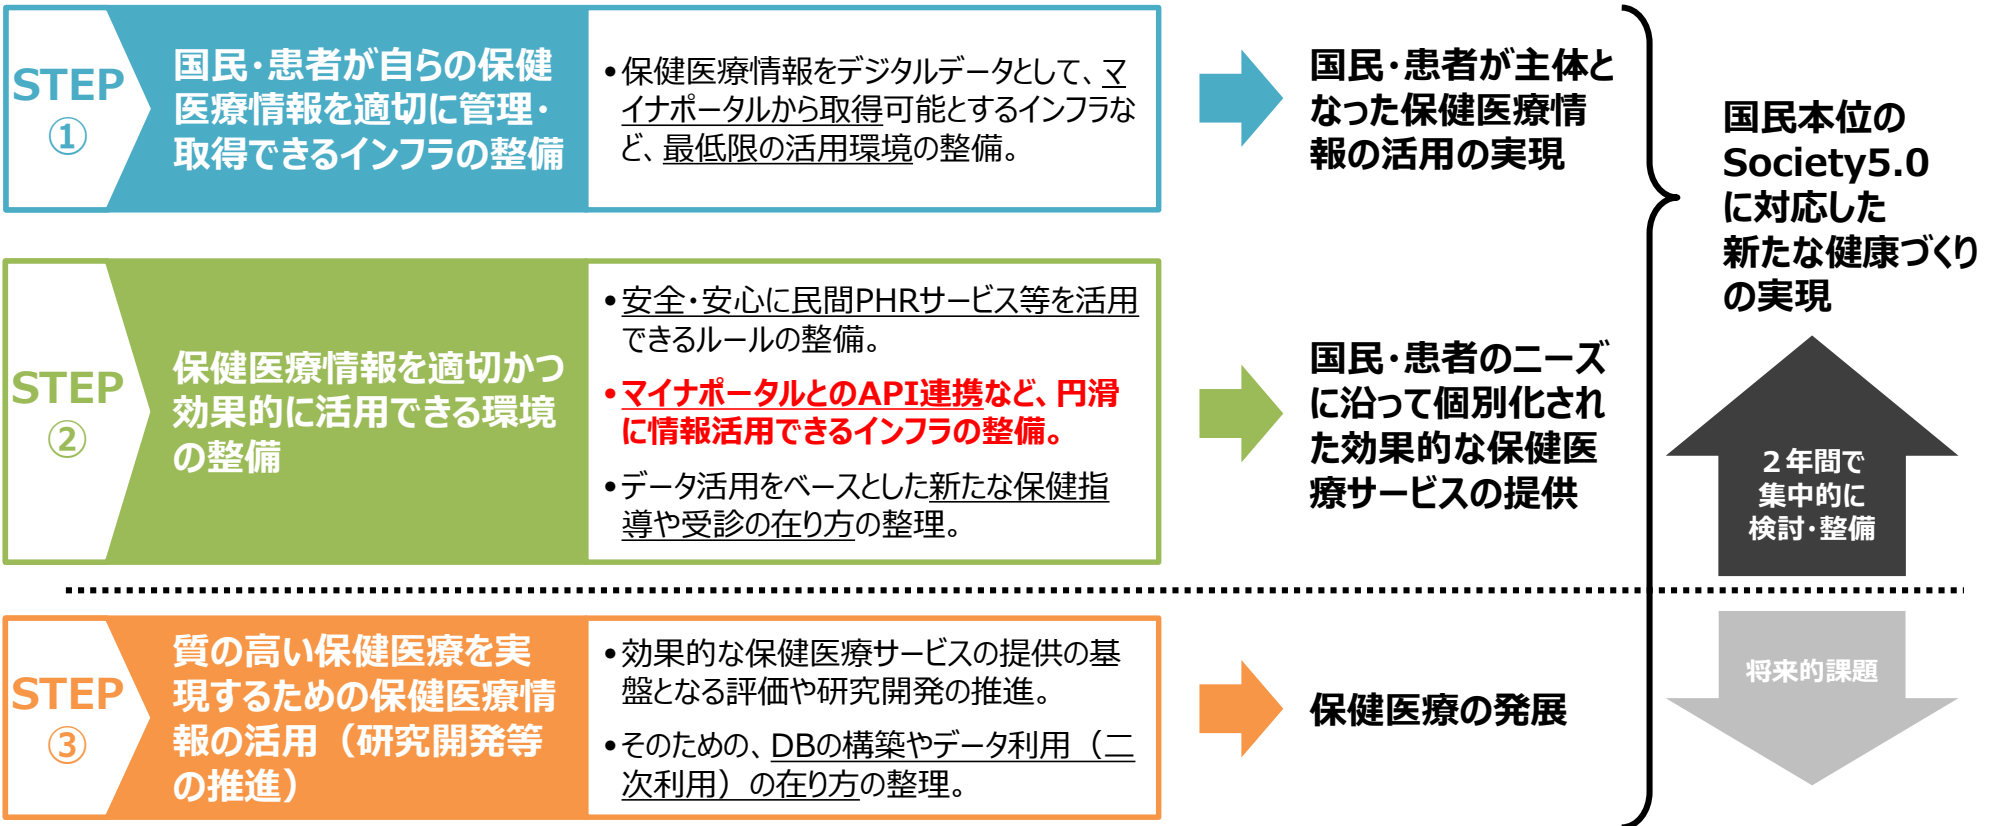 STEP
①
国民・患者が自らの保健
医療情報を適切に管理・
取得できるインフラの整備
•保健医療情報をデジタルデータとして、マ
イナポータルから取得可能とするインフラな
ど、最低限の活用環境の整備。
国民・患者が主体と
なった保健医療情
報の活用の実現
STEP
②
保健医療情報を適切かつ
効果的に活用できる環境
の整備
•安全・安心に民間PHRサービス等を活用
できるルールの整備。
•マイナポータルとのAPI連携など、円滑
に情報活用できるインフラの整備。
•データ活用をベースとした新たな保健指
導や受診の在り方の整理。
国民・患者のニーズ
に沿って個別化され
た効果的な保健医
療サービスの提供
STEP
③
質の高い保健医療を実
現するための保健医療情
報の活用（研究開発等
の推進）
•効果的な保健医療サービスの提供の基
盤となる評価や研究開発の推進。
•そのための、DBの構築やデータ利用（二
次利用）の在り方の整理。
保健医療の発展
国民本位の
Society5.0
に対応した
新たな健康づくり
の実現
２年間で
集中的に
検討・整備
将来的課題